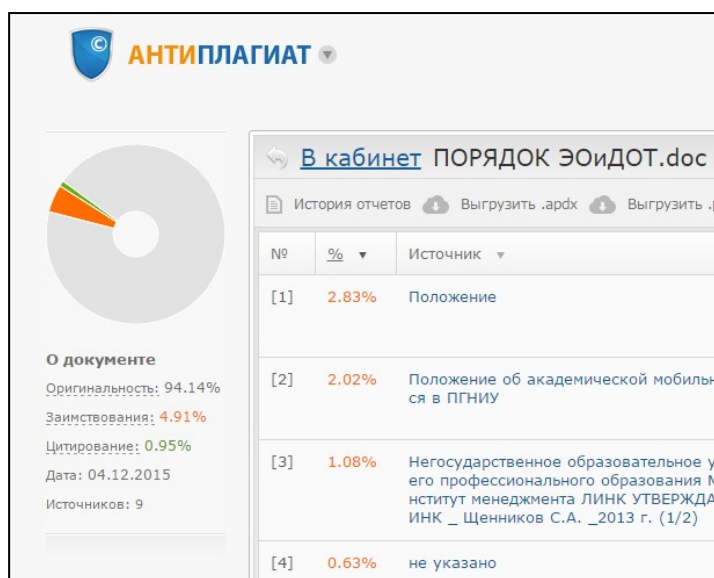 ©
АНТИПЛАГИАТ
В кабинет ПОРЯДОК ЭОиДОТ.doc
История отчетов Выгрузить .apdx Выгрузить
№ % Источник
[1] 2.83% Положение
[2] 2.02% Положение об академической мобильн
ся в ПГНИУ
[3] 1.08% Негосударственное образовательное у
его профессионального образования М
нститут менеджмента ЛИНК УТВЕРЖДА
ИНК _ Щенников С.А. _2013 г. (1/2)
[4] 0.63% не указано
О документе
Оригинальность: 94.14%
Заимствования: 4.91%
Цитирование: 0.95%
Дата: 04.12.2015
Источников: 9